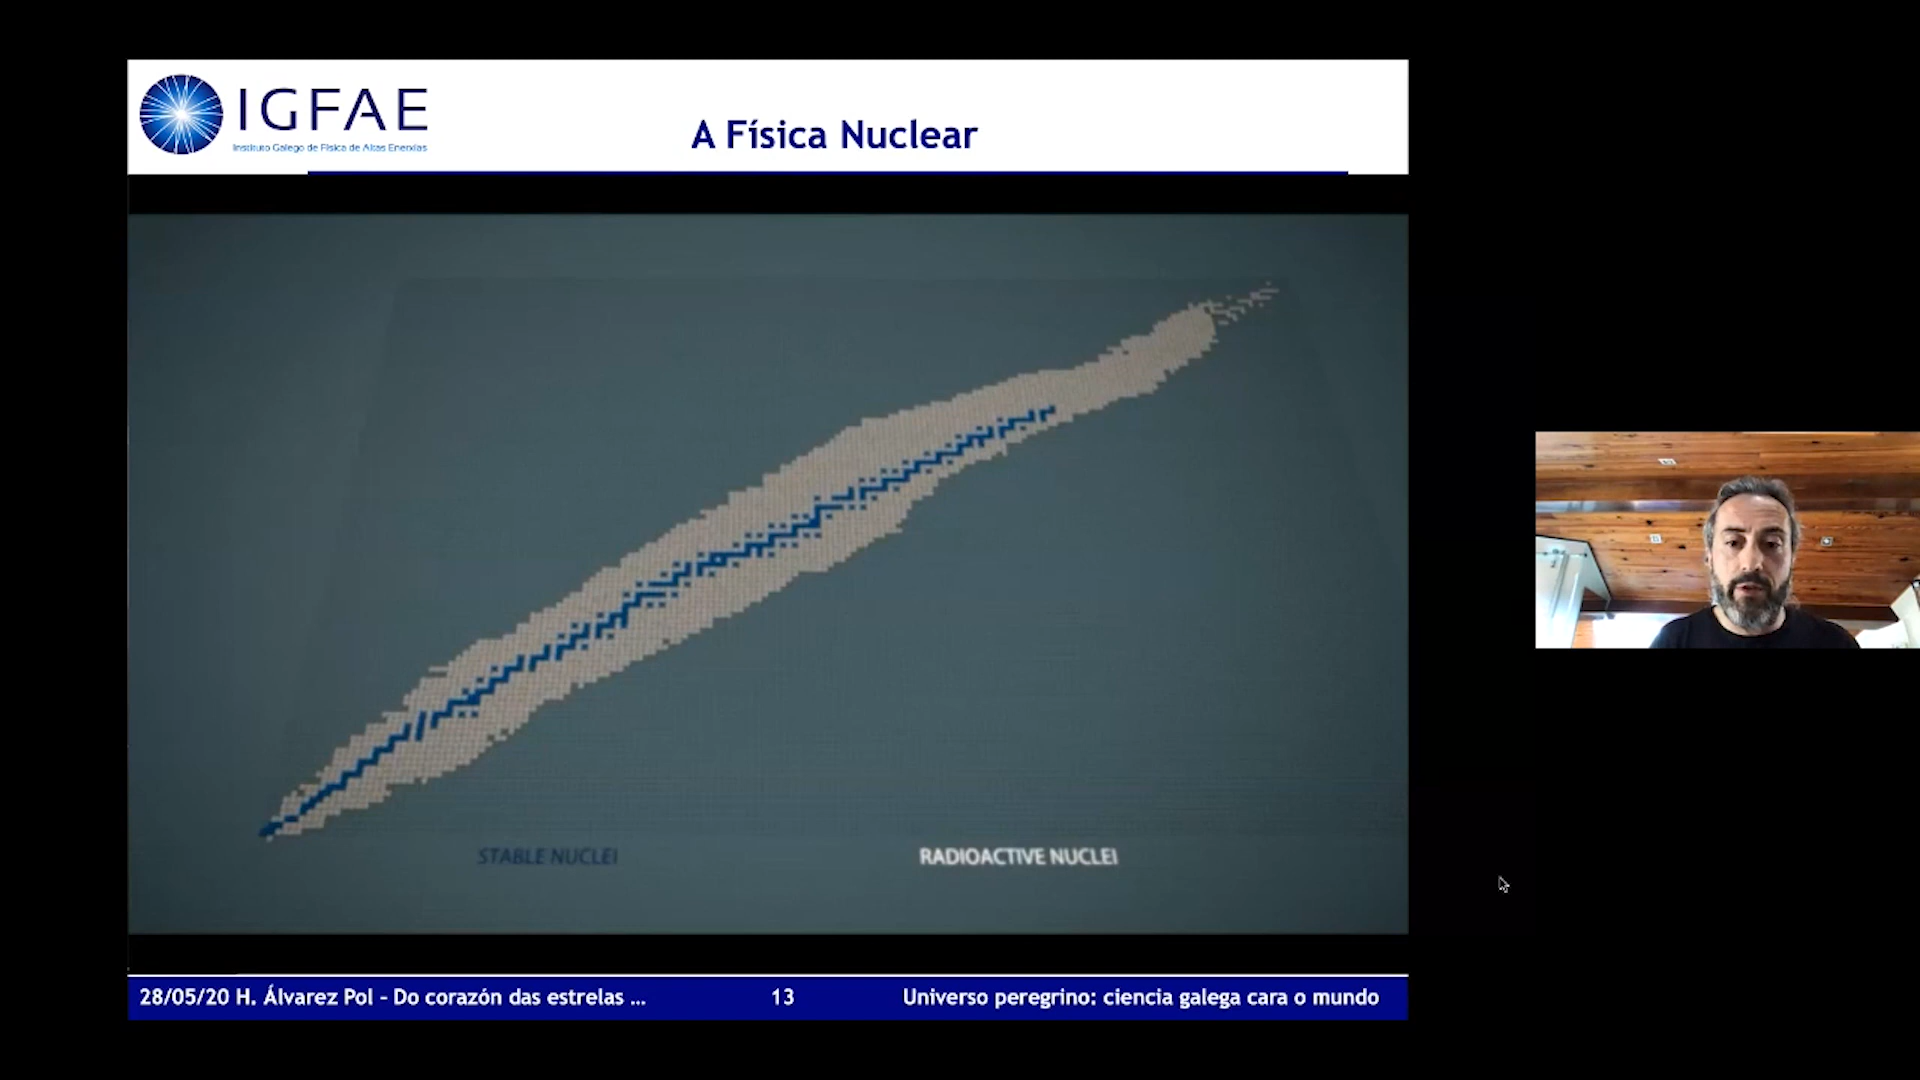 IGFAE
Instituto Galego de Física de Altas Enerxías
A Física Nuclear
STABLE NUCLEI
RADIOACTIVE NUCLEI
28/05/20 H. Álvarez Pol - Do corazón das estrelas ...
13
Universo peregrino: ciencia galega cara o mundo